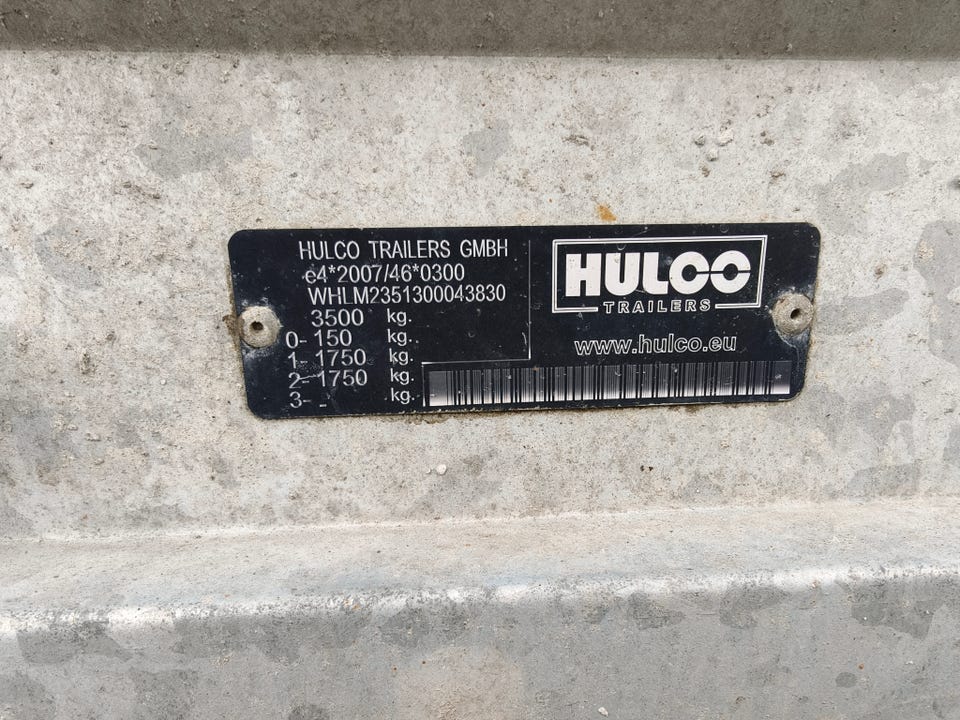 HULCO TRAILERS GMBH
e4*2007/46*0300
WHLM2351300043830
3500 kg.
0- 150 kg.
1- 1750 kg.
2- 1750 kg.
3- - kg.
HULCO
TRAILERS
www.hulco.eu